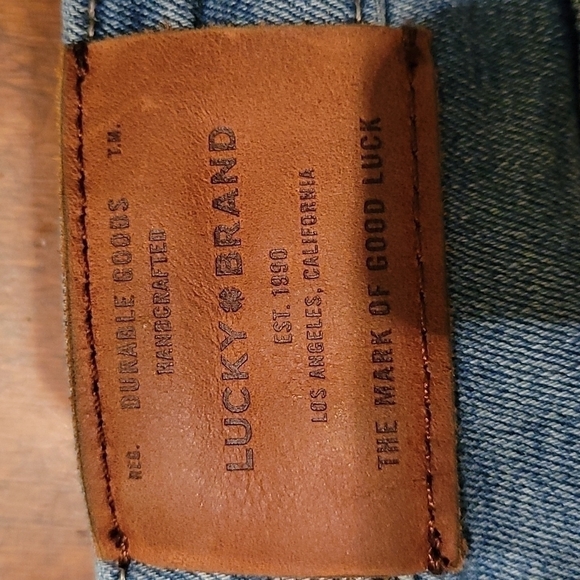 REG. DURABLE GOODS T.M.
HANDCRAFTED
LUCKY BRAND
EST. 1990
LOS ANGELES, CALIFORNIA
THE MARK OF GOOD LUCK